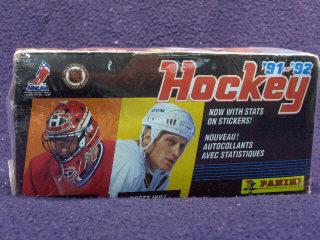 '91-'92
Hockey
NOW WITH STATS
ON STICKERS!
NOUVEAU!
AUTOCOLLANTS
AVEC STATISTIQUES
PANINI